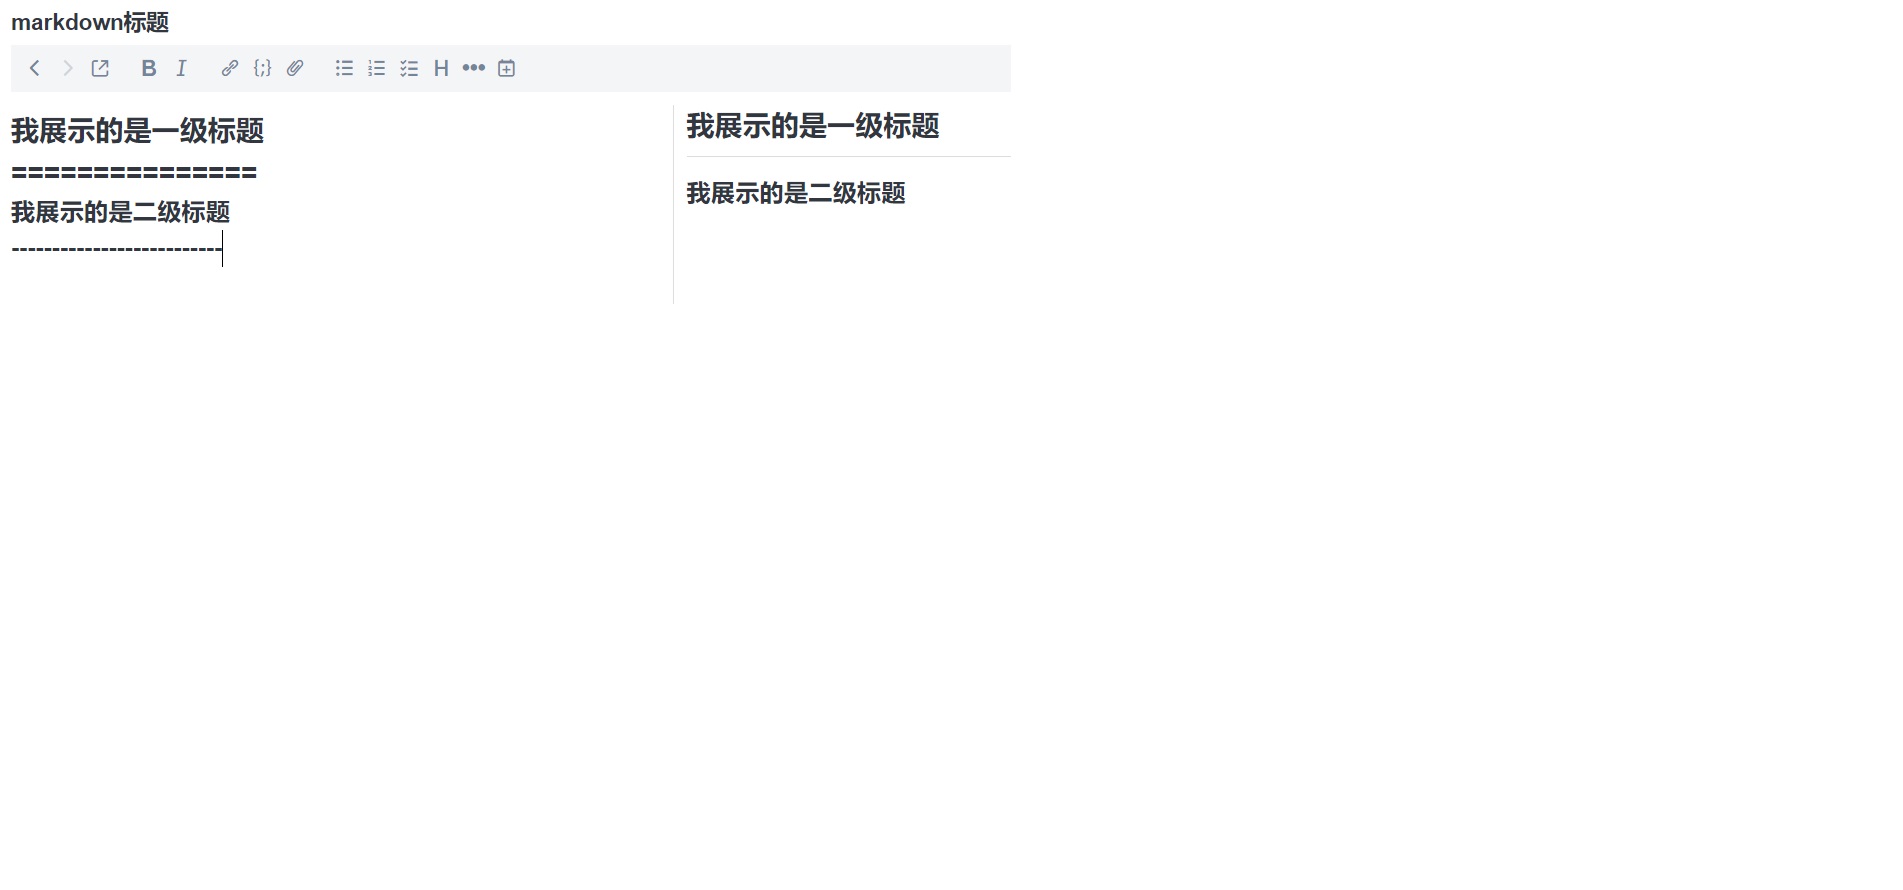 markdown标题
B I {;} H
我展示的是一级标题
===============
我展示的是二级标题
--------------------------
我展示的是一级标题
我展示的是二级标题